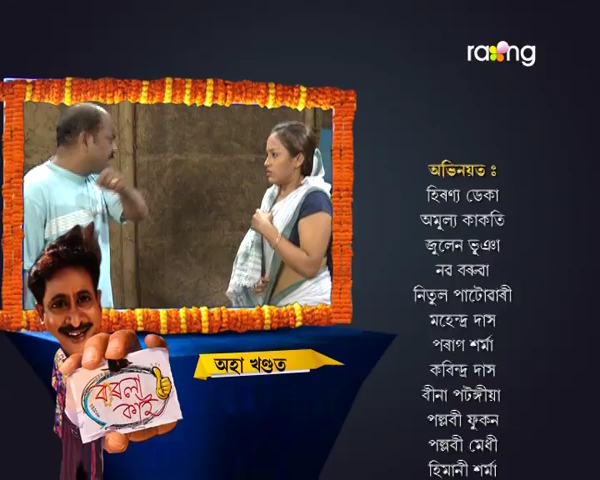 raong
অভিনয়ত ঃ
হিৰণ্য ডেকা
অমূল্য কাকতি
জুলেন ভূঞা
নব বৰুৱা
নিতুল পাটোৱাৰী
মহেন্দ্ৰ দাস
পৰাগ শৰ্মা
কবিন্দ্ৰ দাস
বীনা পটঙ্গীয়া
পল্লবী ফুকন
পল্লবী মেধী
হিমানী শৰ্মা
অহা খণ্ডত
বৰলা
কাই